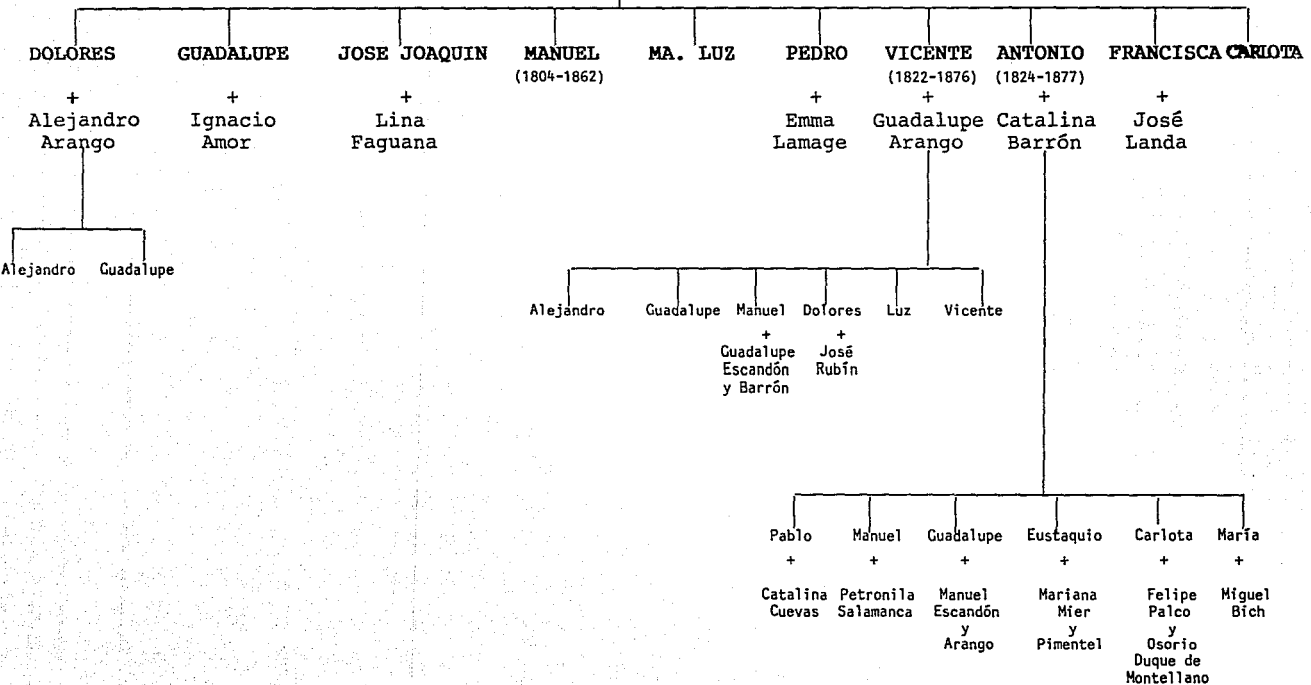 DOLORES GUADALUPE JOSE JOAQUIN MANUEL MA. LUZ PEDRO VICENTE ANTONIO FRANCISCA CARLOTA
(1804-1862) (1822-1876) (1824-1877)
+ + + + + + +
Alejandro Ignacio Lina Emma Guadalupe Catalina José
Arango Amor Faguana Lamage Arango Barrón Landa
Alejandro Guadalupe
Alejandro Guadalupe Manuel Dolores Luz Vicente
+ +
Guadalupe José
Escandón Rubín
y Barrón
Pablo Manuel Guadalupe Eustaquio Carlota María
+ + + + + +
Catalina Petronila Manuel Mariana Felipe Miguel
Cuevas Salamanca Escandón Mier Palco Bich
y y y
Arango Pimentel Osorio
Duque de
Montellano